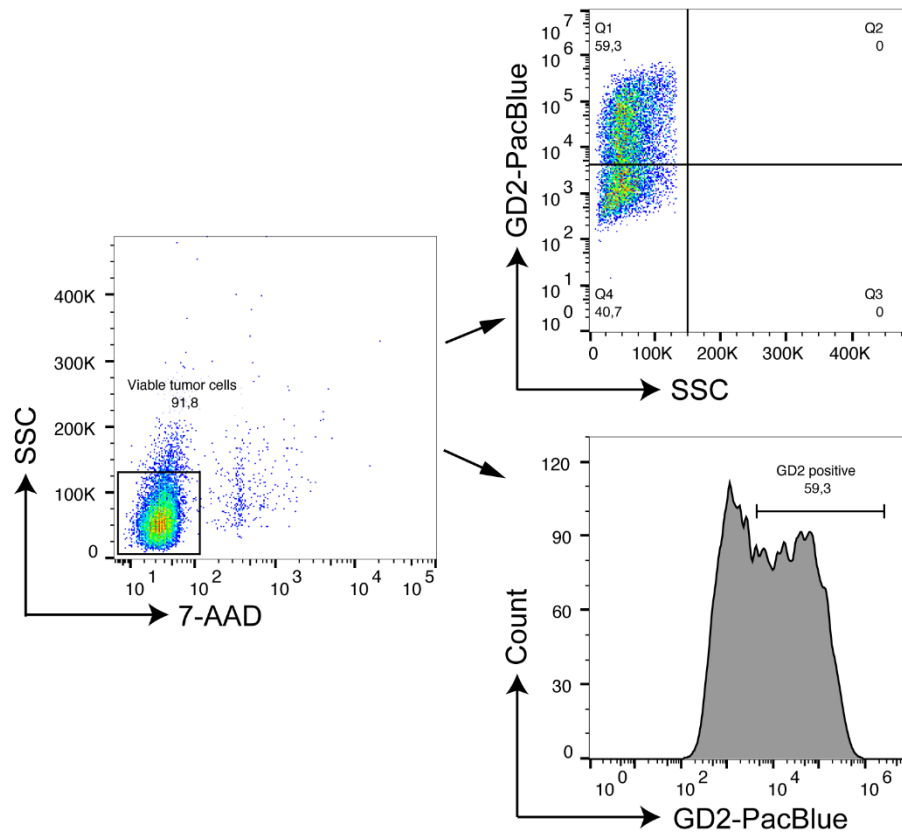 10^7
10^6
10^5
10^4
10^3
10^2
10^1
10^0
GD2-PacBlue
Q1
59,3
Q2
0
Q4
40,7
Q3
0
0
100K
200K
300K
400K
SSC
400K
300K
200K
100K
0
SSC
Viable tumor cells
91,8
10^1
10^2
10^3
10^4
10^5
7-AAD
120
90
60
30
0
Count
GD2 positive
59,3
10^0
10^2
10^4
10^6
GD2-PacBlue